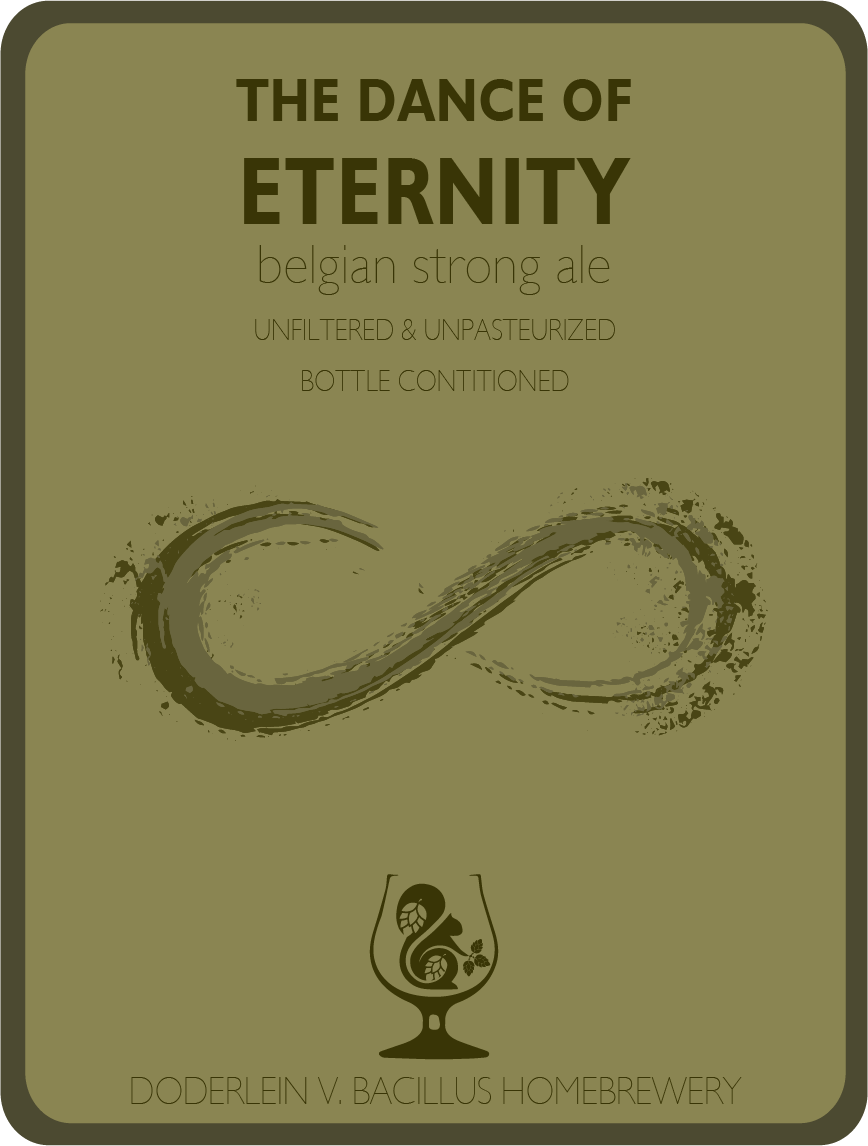 THE DANCE OF
ETERNITY
belgian strong ale
UNFILTERED & UNPASTEURIZED
BOTTLE CONTITIONED
DODERLEIN V. BACILLUS HOMEBREWERY